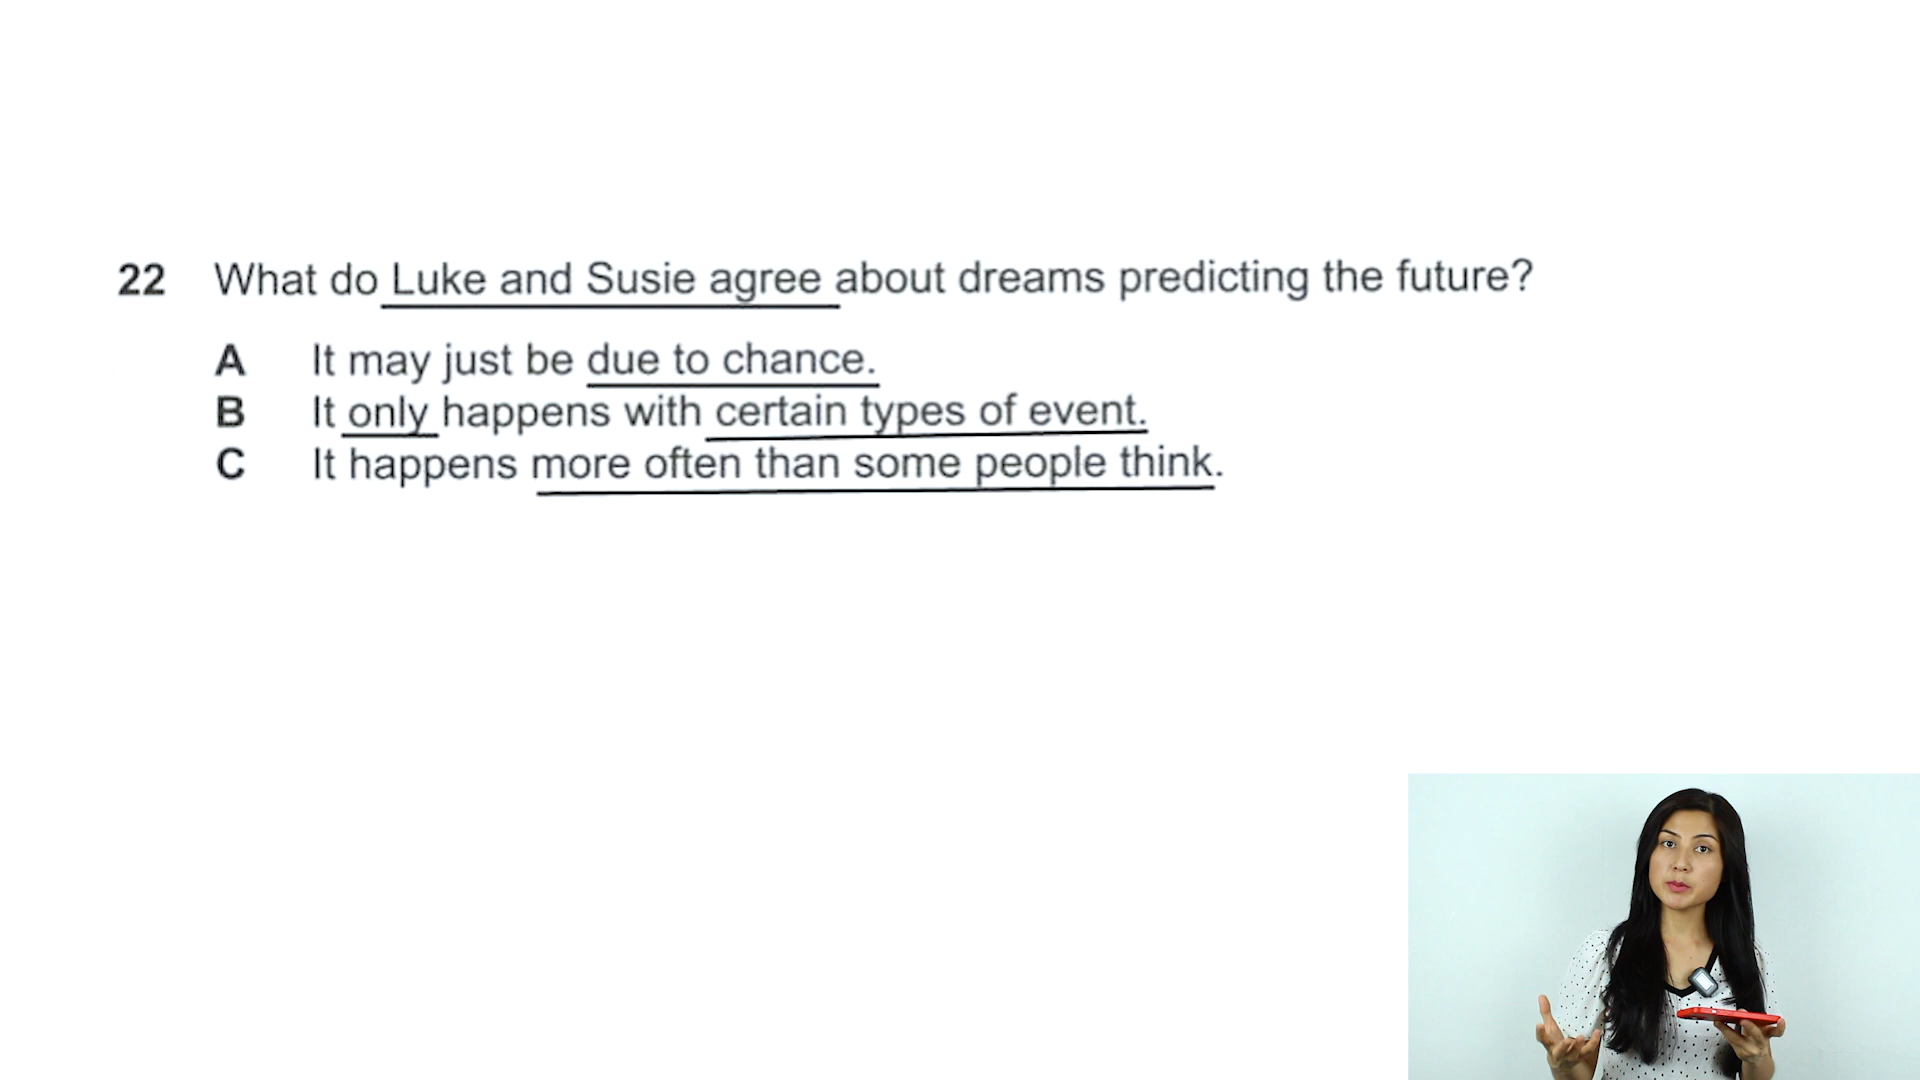 22 What do Luke and Susie agree about dreams predicting the future?
A It may just be due to chance.
B It only happens with certain types of event.
C It happens more often than some people think.